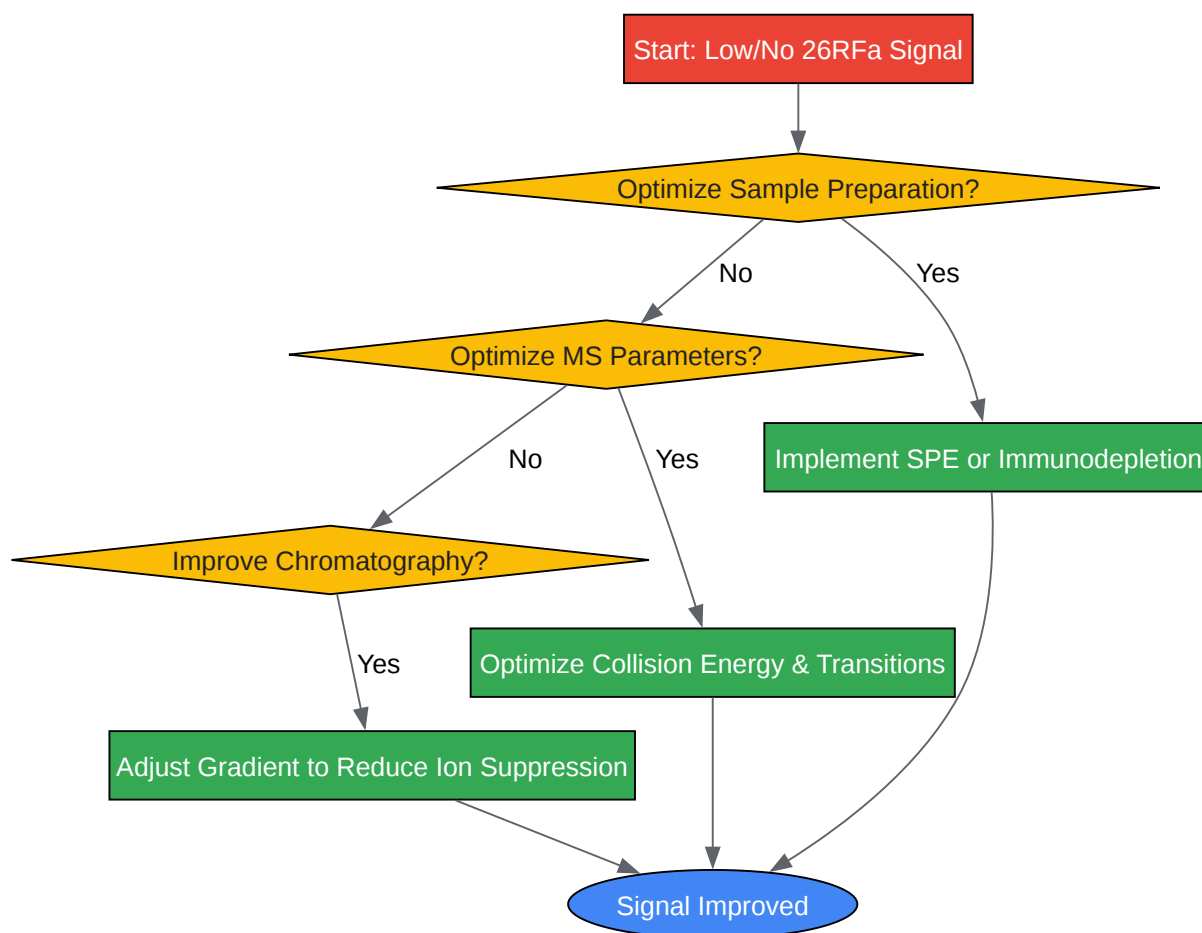 Start: Low/No 26RFa Signal
Optimize Sample Preparation?
No
Yes
Optimize MS Parameters?
No
Yes
Implement SPE or Immunodepletion
Improve Chromatography?
Yes
Optimize Collision Energy & Transitions
Adjust Gradient to Reduce Ion Suppression
Signal Improved